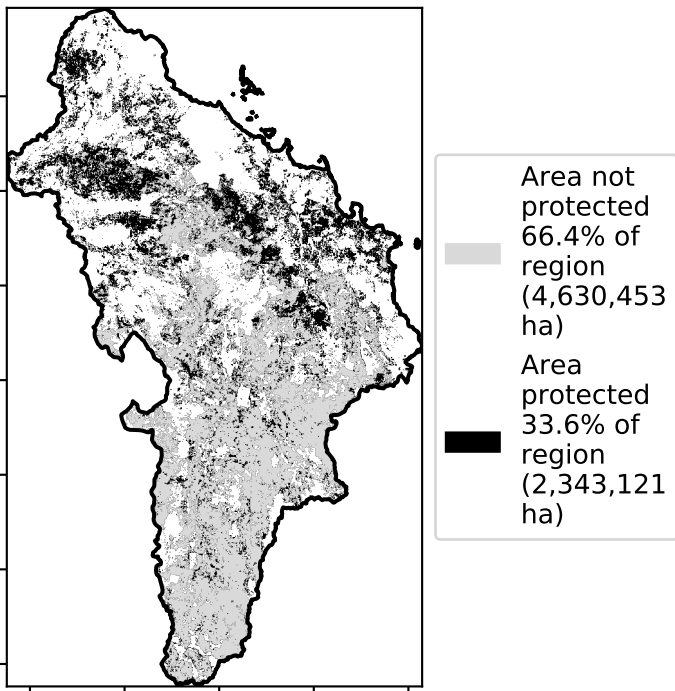 Area not
protected
66.4% of
region
(4,630,453
ha)
Area
protected
33.6% of
region
(2,343,121
ha)